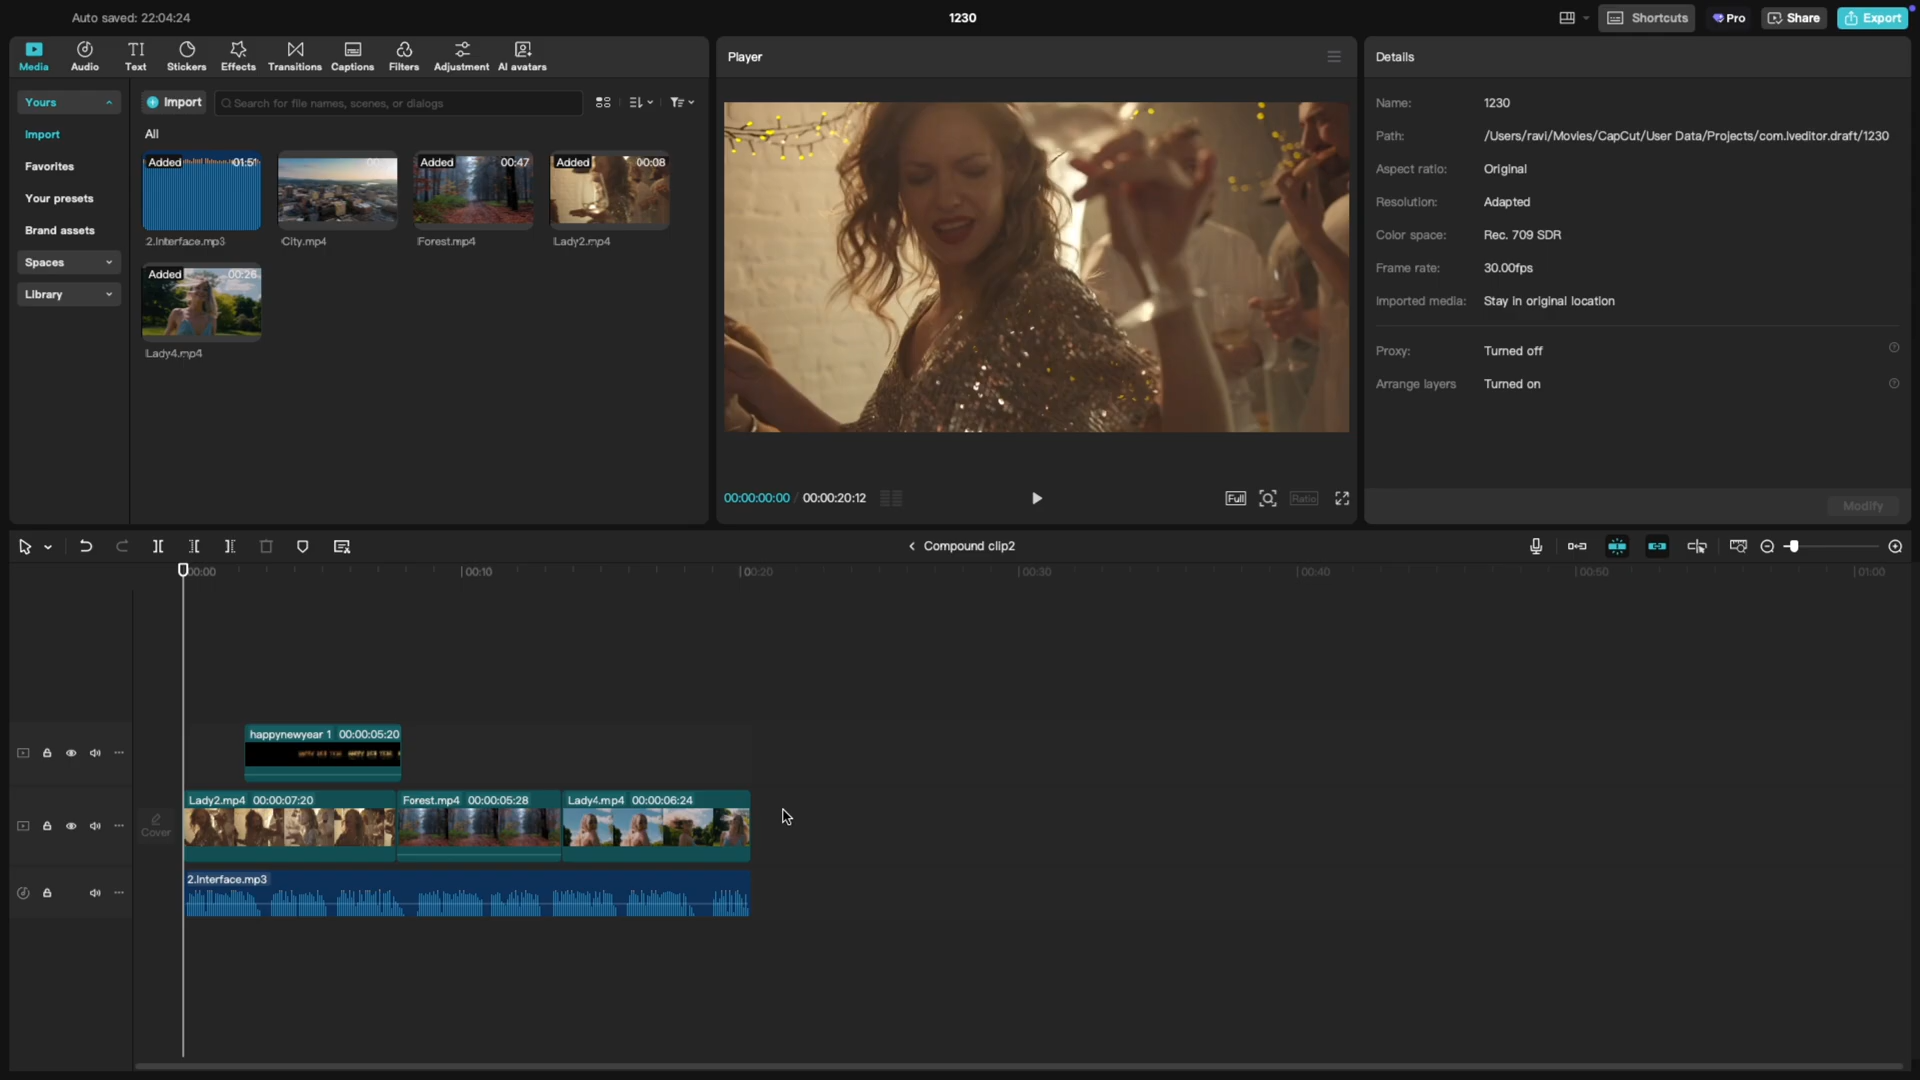 Auto saved: 22:04:24
1230
Shortcuts
Pro
Share
Export
Media
Audio
Text
Stickers
Effects
Transitions
Captions
Filters
Adjustment
AI avatars
Yours
Import
Favorites
Your presets
Brand assets
Spaces
Library
Import
Search for file names, scenes, or dialogs
All
Added
01:51
2.Interface.mp3
City.mp4
Added
00:47
Forest.mp4
Added
00:08
Lady2.mp4
Added
00:26
Lady4.mp4
Player
00:00:00:00 / 00:00:20:12
Full
Ratio
Details
Name: 1230
Path: /Users/ravi/Movies/CapCut/User Data/Projects/com.lveditor.draft/1230
Aspect ratio: Original
Resolution: Adapted
Color space: Rec. 709 SDR
Frame rate: 30.00fps
Imported media: Stay in original location
Proxy: Turned off
Arrange layers Turned on
Modify
Compound clip2
00:00
00:10
00:20
00:30
00:40
00:50
01:00
happynewyear 1 00:00:05:20
Cover
Lady2.mp4 00:00:07:20
Forest.mp4 00:00:05:28
Lady4.mp4 00:00:06:24
2.Interface.mp3